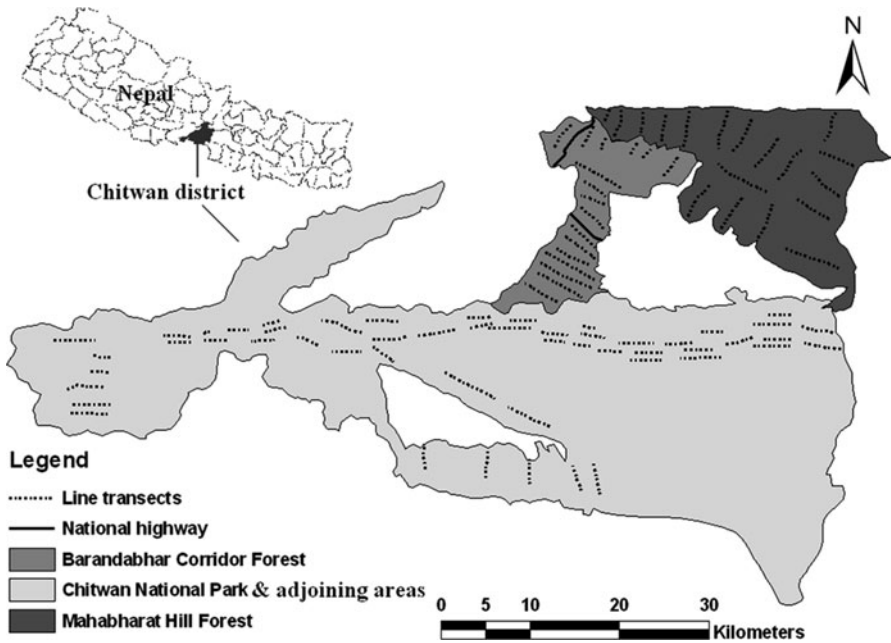 N
Nepal
Chitwan district
Legend
Line transects
National highway
Barandabhar Corridor Forest
Chitwan National Park & adjoining areas
Mahabharat Hill Forest
0 5 10 20 30
Kilometers